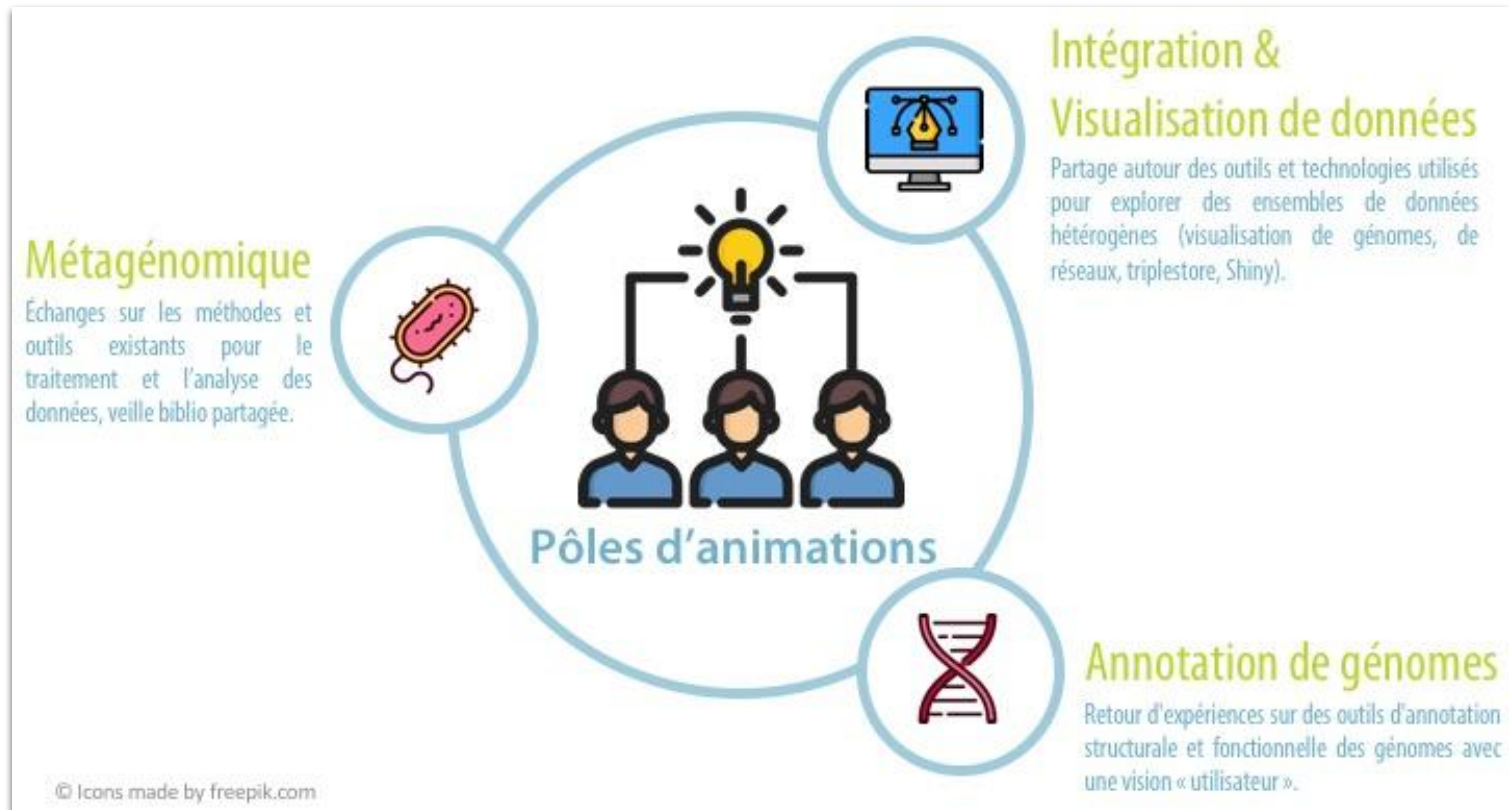 Intégration &
Visualisation de données
Partage autour des outils et technologies utilisés
pour explorer des ensembles de données
hétérogènes (visualisation de génomes, de
réseaux, triplestore, Shiny).
Métagénomique
Échanges sur les méthodes et
outils existants pour le
traitement et l'analyse des
données, veille biblio partagée.
Pôles d'animations
Annotation de génomes
Retour d'expériences sur des outils d'annotation
structurale et fonctionnelle des génomes avec
une vision « utilisateur ».
© Icons made by freepik.com